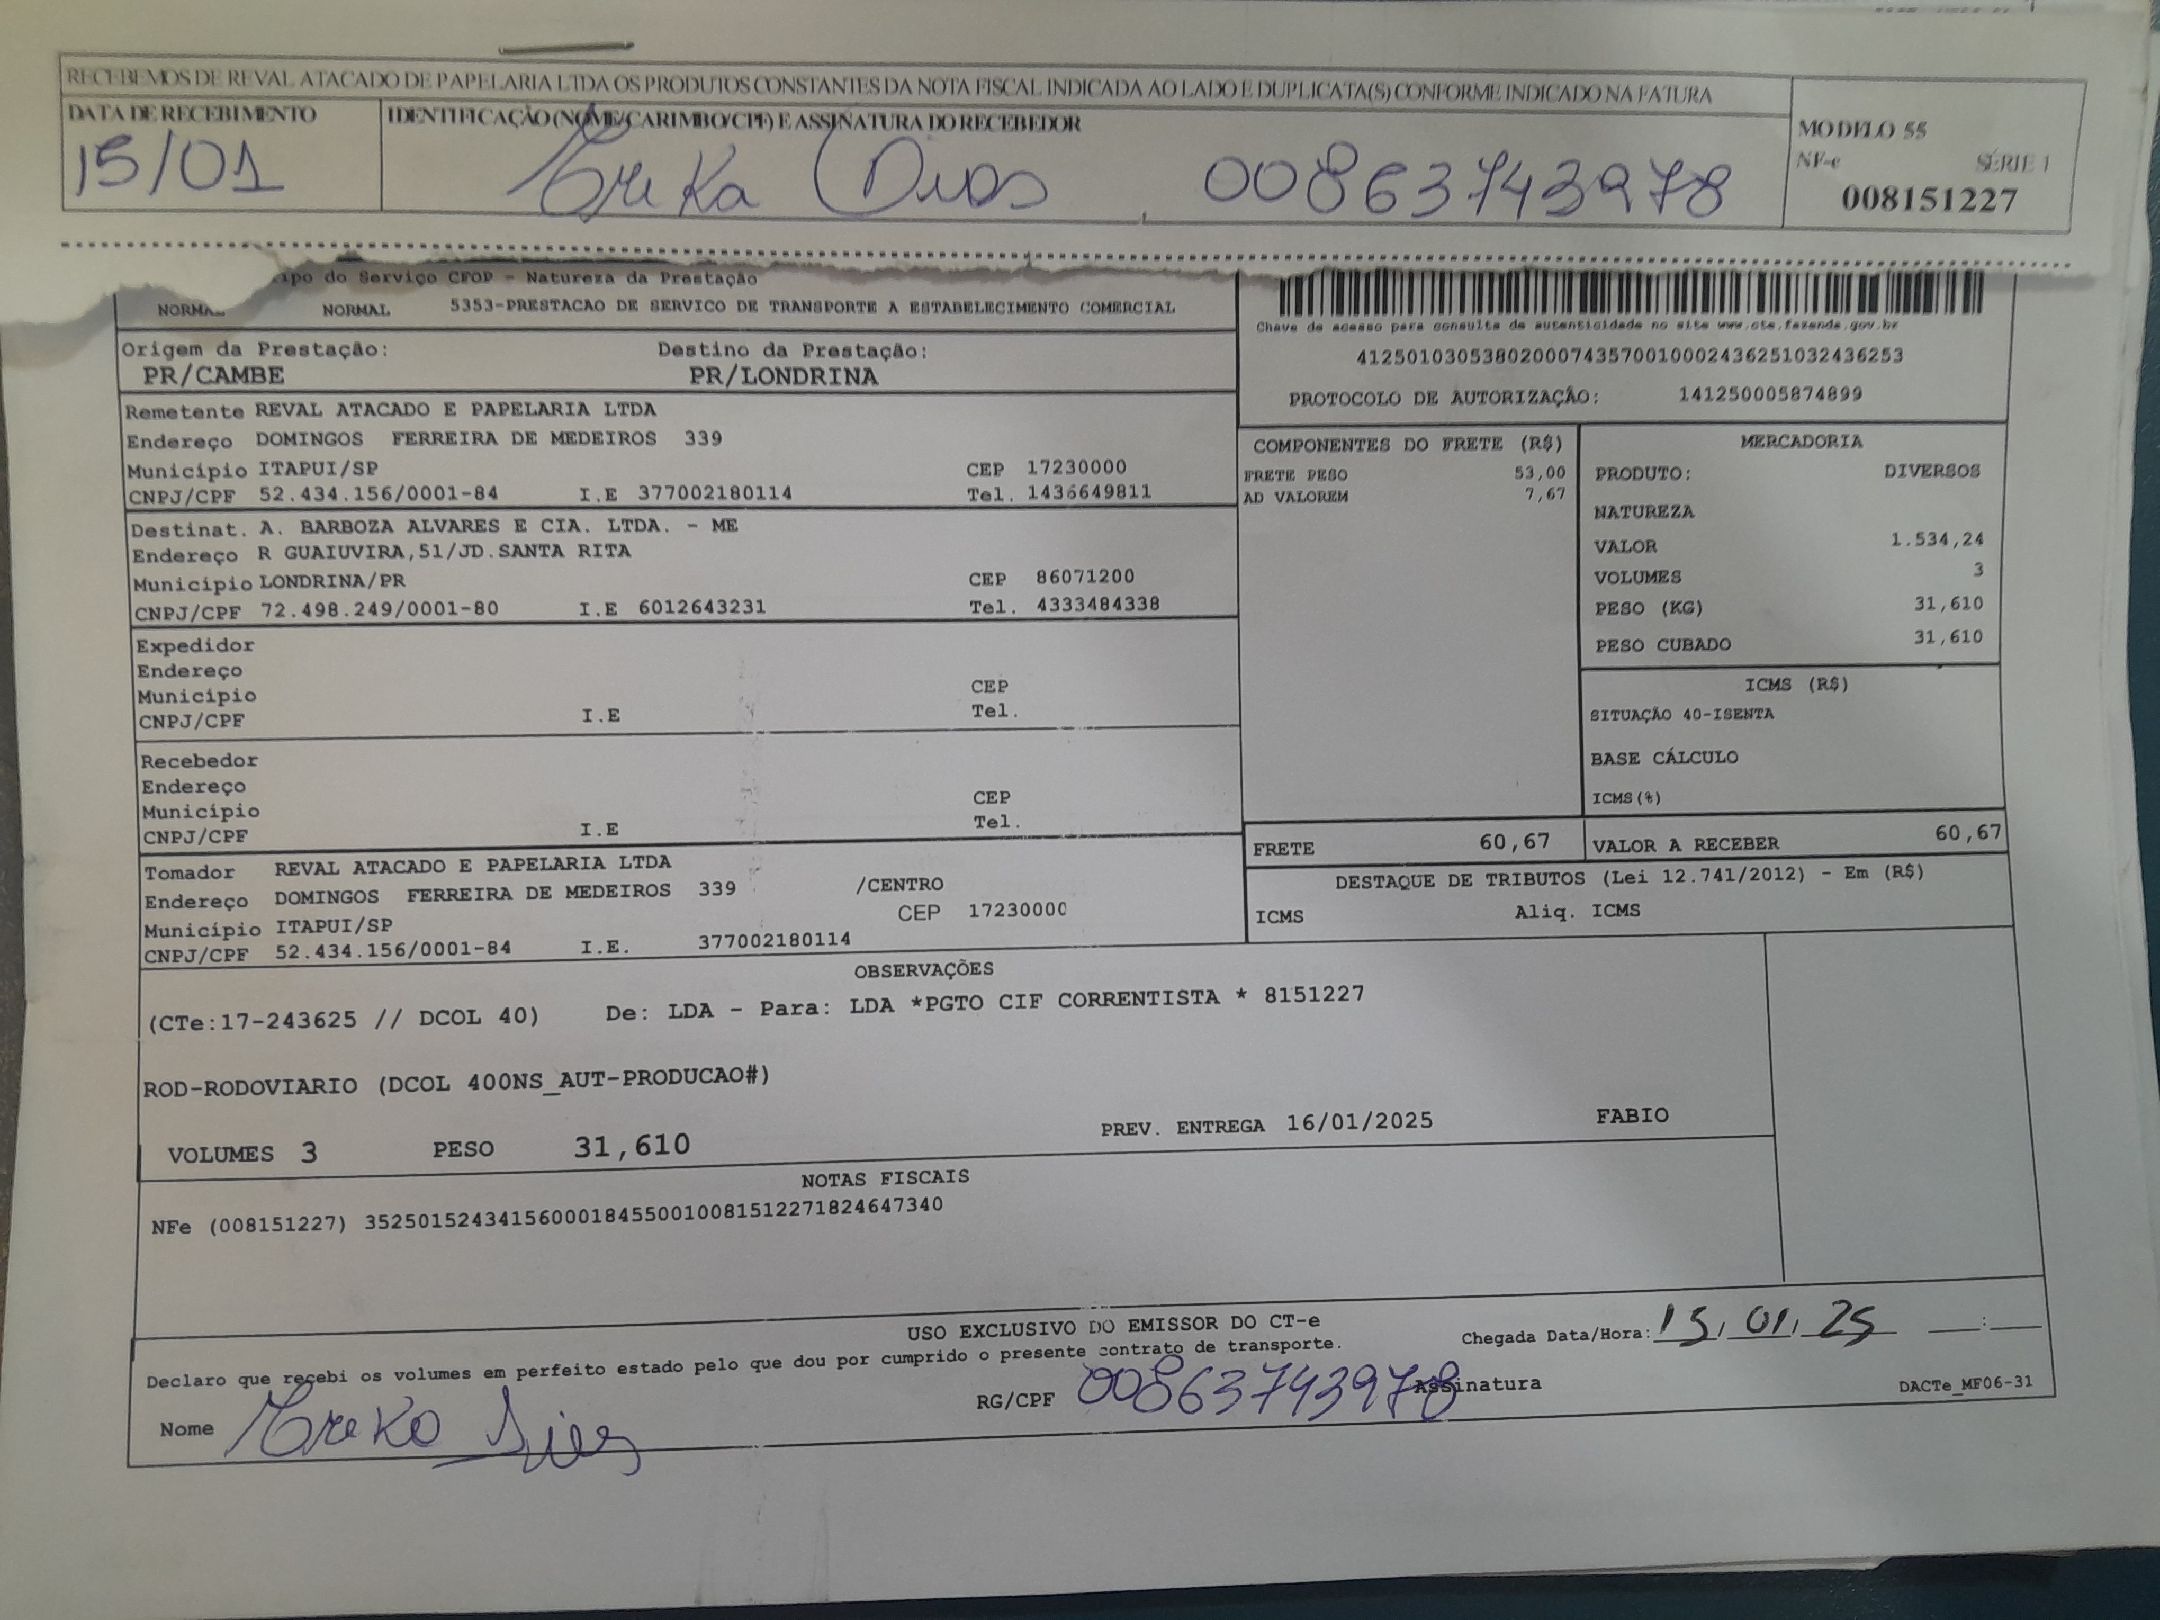 RECEBEMOS DE REVAL ATACADO DE PAPELARIA LTDA OS PRODUTOS CONSTANTES DA NOTA FISCAL INDICADA AO LADO E DUPLICATA(S) CONFORME INDICADO NA FATURA
DATA DE RECEBIMENTO
15/01
IDENTIFICAÇÃO (NOME/CARIMBO/CPF) E ASSINATURA DO RECEBEDOR
Ereka Dias 00863743978
MODELO 55
NF-e SÉRIE 1
008151227
ipo do Serviço CFOP - Natureza da Prestação
NORMAL NORMAL 5353-PRESTACAO DE SERVICO DE TRANSPORTE A ESTABELECIMENTO COMERCIAL
Chave de acesso para consulta de autenticidade no site www.cte.fazenda.gov.br
41250103053802000743570010002436251032436253
PROTOCOLO DE AUTORIZAÇÃO: 141250005874899
Origem da Prestação: Destino da Prestação:
PR/CAMBE PR/LONDRINA
Remetente REVAL ATACADO E PAPELARIA LTDA
Endereço DOMINGOS FERREIRA DE MEDEIROS 339
Município ITAPUI/SP CEP 17230000
CNPJ/CPF 52.434.156/0001-84 I.E 377002180114 Tel. 1436649811
Destinat. A. BARBOZA ALVARES E CIA. LTDA. - ME
Endereço R GUAIUVIRA,51/JD.SANTA RITA
Município LONDRINA/PR CEP 86071200
CNPJ/CPF 72.498.249/0001-80 I.E 6012643231 Tel. 4333484338
Expedidor
Endereço
Município CEP
CNPJ/CPF I.E Tel.
Recebedor
Endereço
Município CEP
CNPJ/CPF I.E Tel.
Tomador REVAL ATACADO E PAPELARIA LTDA
Endereço DOMINGOS FERREIRA DE MEDEIROS 339 /CENTRO
Município ITAPUI/SP CEP 17230000
CNPJ/CPF 52.434.156/0001-84 I.E. 377002180114
COMPONENTES DO FRETE (R$)
FRETE PESO 53,00
AD VALOREM 7,67
MERCADORIA
PRODUTO: DIVERSOS
NATUREZA
VALOR 1.534,24
VOLUMES 3
PESO (KG) 31,610
PESO CUBADO 31,610
ICMS (R$)
SITUAÇÃO 40-ISENTA
BASE CÁLCULO
ICMS(%)
FRETE 60,67 VALOR A RECEBER 60,67
DESTAQUE DE TRIBUTOS (Lei 12.741/2012) - Em (R$)
ICMS Aliq. ICMS
OBSERVAÇÕES
(CTe:17-243625 // DCOL 40) De: LDA - Para: LDA *PGTO CIF CORRENTISTA * 8151227
ROD-RODOVIARIO (DCOL 400NS_AUT-PRODUCAO#)
VOLUMES 3 PESO 31,610 PREV. ENTREGA 16/01/2025 FABIO
NOTAS FISCAIS
NFe (008151227) 35250152434156000184550010081512271824647340
USO EXCLUSIVO DO EMISSOR DO CT-e
Declaro que recebi os volumes em perfeito estado pelo que dou por cumprido o presente contrato de transporte.
Chegada Data/Hora: 15/01/25 __:__
Nome Ereka Dias RG/CPF 00863743978 Assinatura DACTe_MF06-31